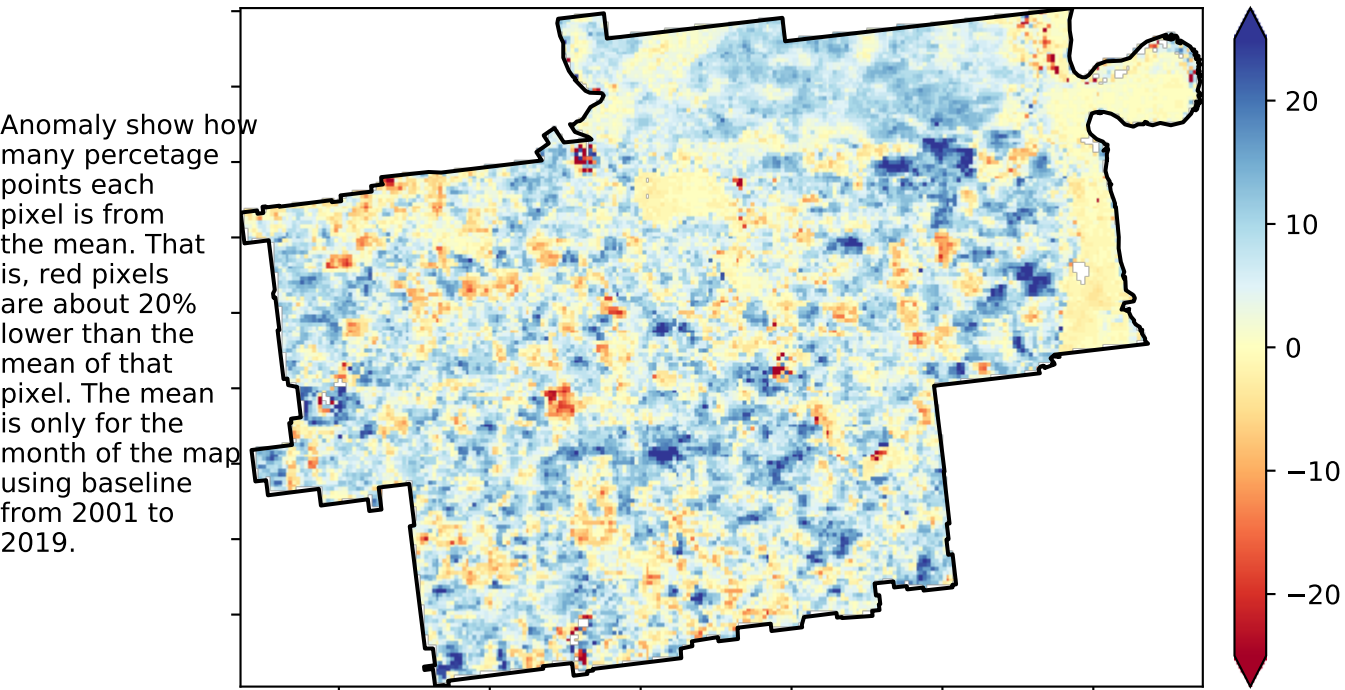 Anomaly show how
many percetage
points each
pixel is from
the mean. That
is, red pixels
are about 20%
lower than the
mean of that
pixel. The mean
is only for the
month of the map
using baseline
from 2001 to
2019.
20
10
0
−10
−20